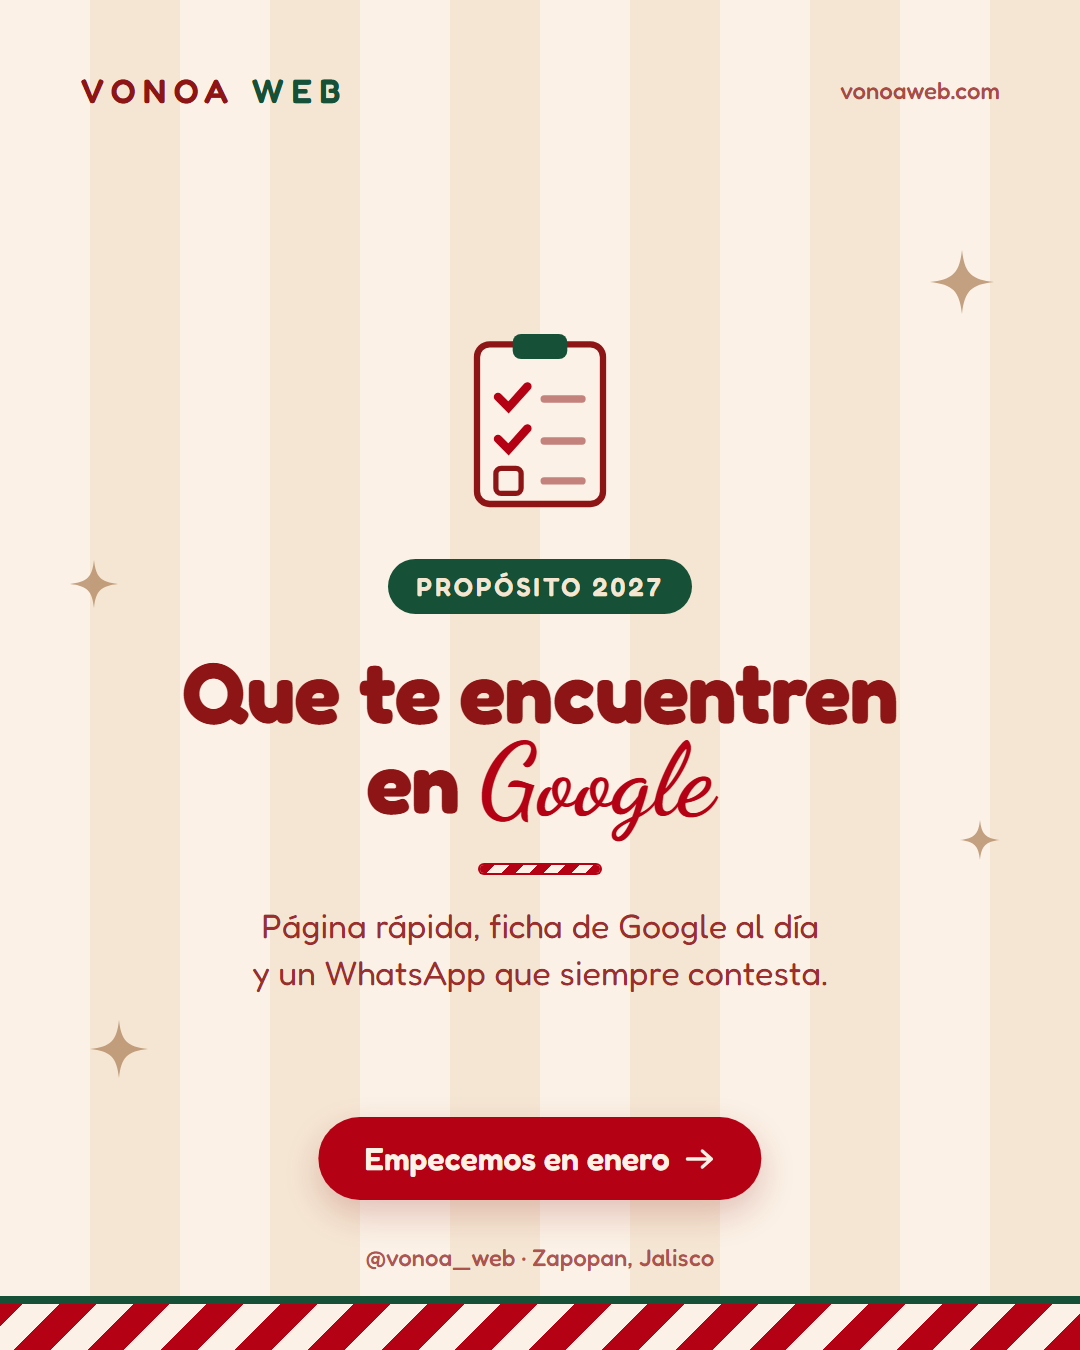 VONOA WEB
vonoaweb.com
PROPÓSITO 2027
Que te encuentren
en Google
Página rápida, ficha de Google al día
y un WhatsApp que siempre contesta.
Empecemos en enero →
@vonoa__web · Zapopan, Jalisco